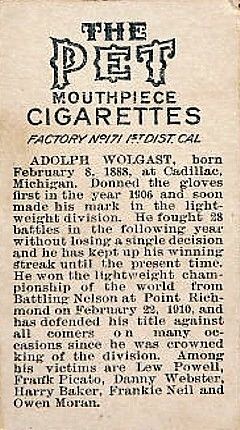 THE
PET
MOUTHPIECE
CIGARETTES
FACTORY Nº 171 1ST DIST. CAL
ADOLPH WOLGAST, born
February 8, 1888, at Cadillac,
Michigan. Donned the gloves
first in the year 1906 and soon
made his mark in the light-
weight division. He fought 28
battles in the following year
without losing a single decision
and he has kept up his winning
streak until the present time.
He won the lightweight cham-
pionship of the world from
Battling Nelson at Point Rich-
mond on February 22, 1910, and
has defended his title against
all comers on many oc-
casions since he was crowned
king of the division. Among
his victims are Lew Powell,
Frank Picato, Danny Webster,
Harry Baker, Frankie Neil and
Owen Moran.